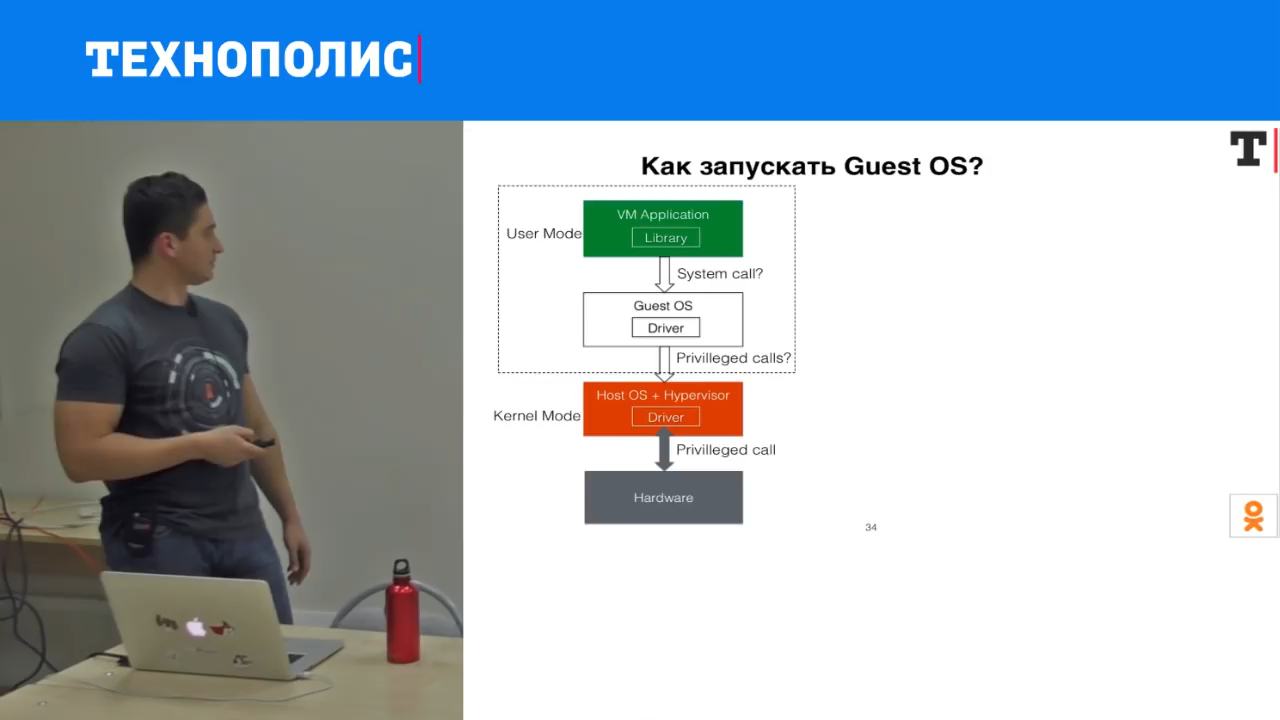 ТЕХНОПОЛИС
T
Как запускать Guest OS?
User Mode
VM Application
Library
System call?
Guest OS
Driver
Privilleged calls?
Kernel Mode
Host OS + Hypervisor
Driver
Privilleged call
Hardware
34